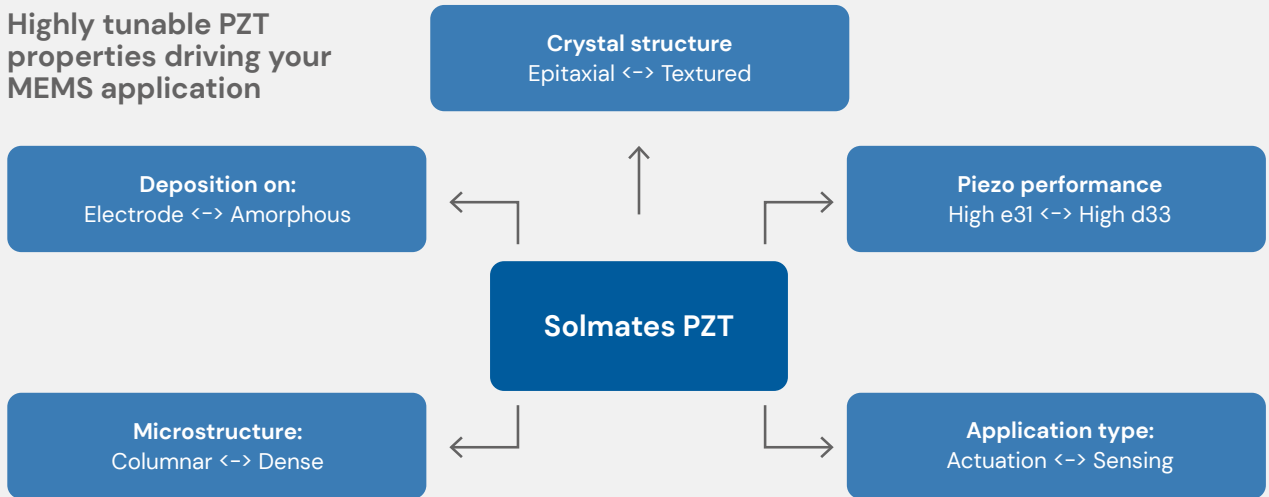 Highly tunable PZT
properties driving your
MEMS application
Crystal structure
Epitaxial <-> Textured
Deposition on:
Electrode <-> Amorphous
Piezo performance
High e31 <-> High d33
Solmates PZT
Microstructure:
Columnar <-> Dense
Application type:
Actuation <-> Sensing